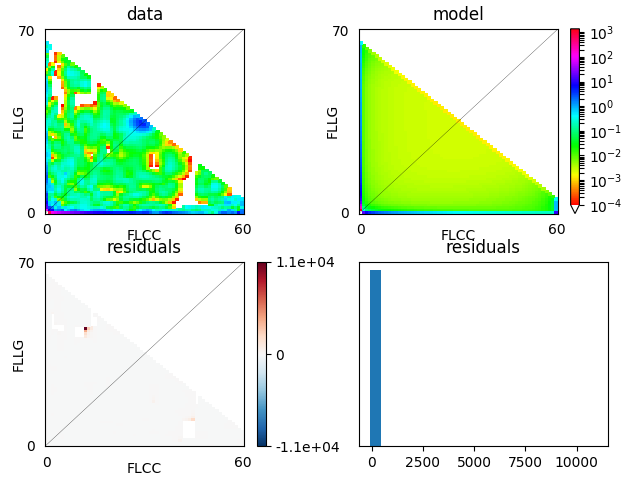 data
model
70
FLLG
0
0
FLCC
60
70
FLLG
0
0
FLCC
60
10³
10²
10¹
10⁰
10⁻¹
10⁻²
10⁻³
10⁻⁴
residuals
residuals
70
FLLG
0
0
FLCC
60
1.1e+04
0
-1.1e+04
0
2500
5000
7500
10000